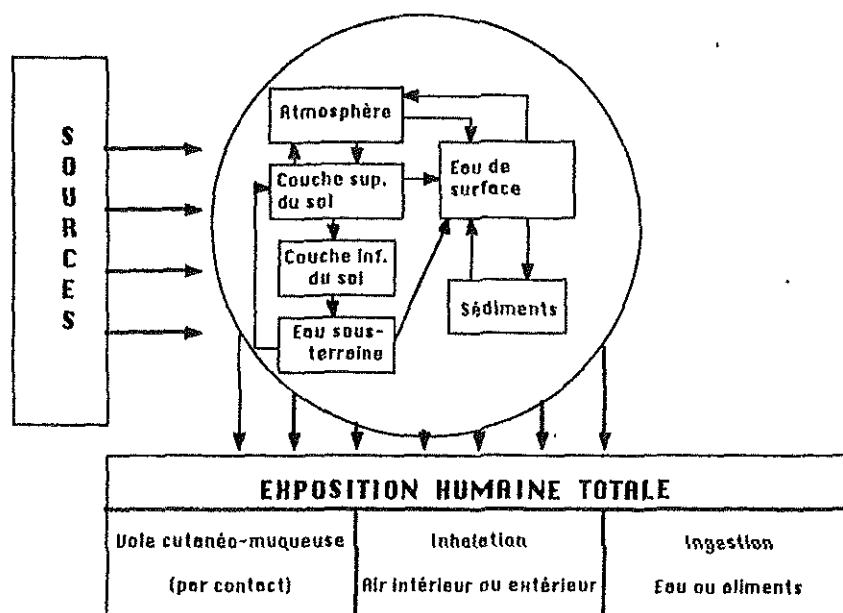 SOURCES
Atmosphère
Couche sup.
du sol
Eau de
surface
Couche inf.
du sol
Sédiments
Eau sous-
terraine
EXPOSITION HUMAINE TOTALE
Voie cutanéo-muqueuse
(par contact)
Inhalation
Air intérieur ou extérieur
Ingestion
Eau ou aliments